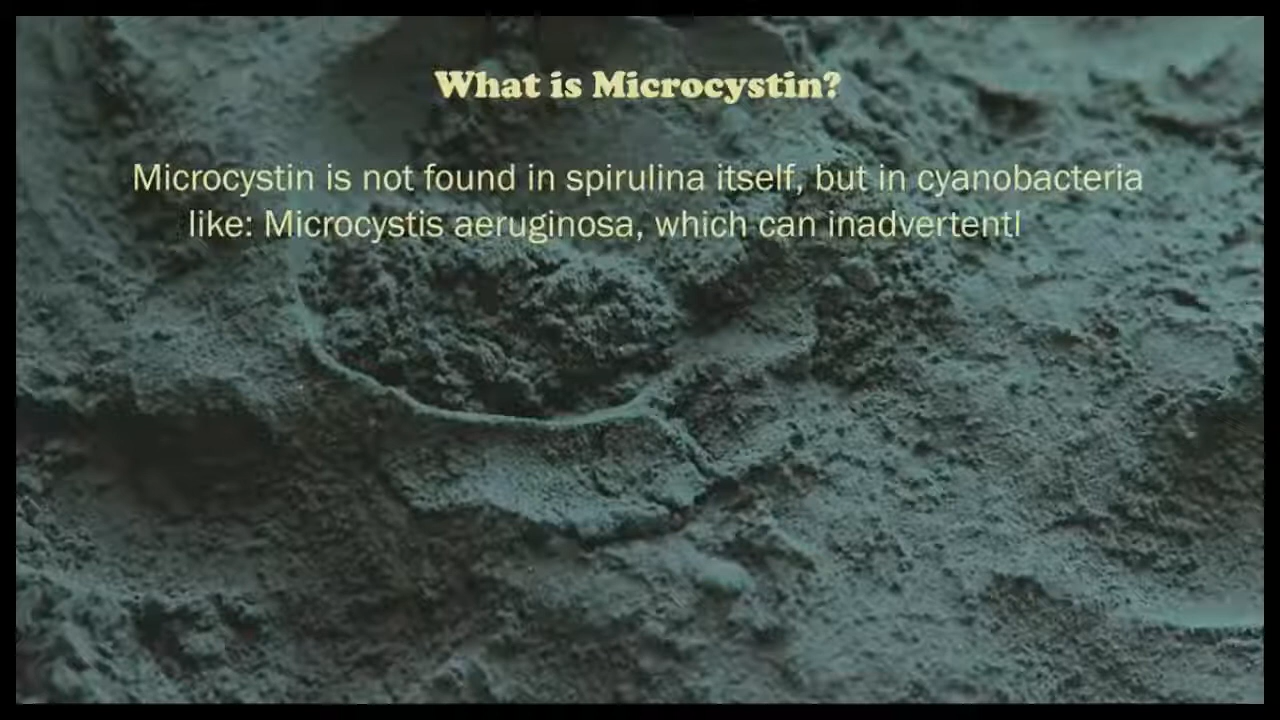 What is Microcystin?
Microcystin is not found in spirulina itself, but in cyanobacteria
like: Microcystis aeruginosa, which can inadvertentl